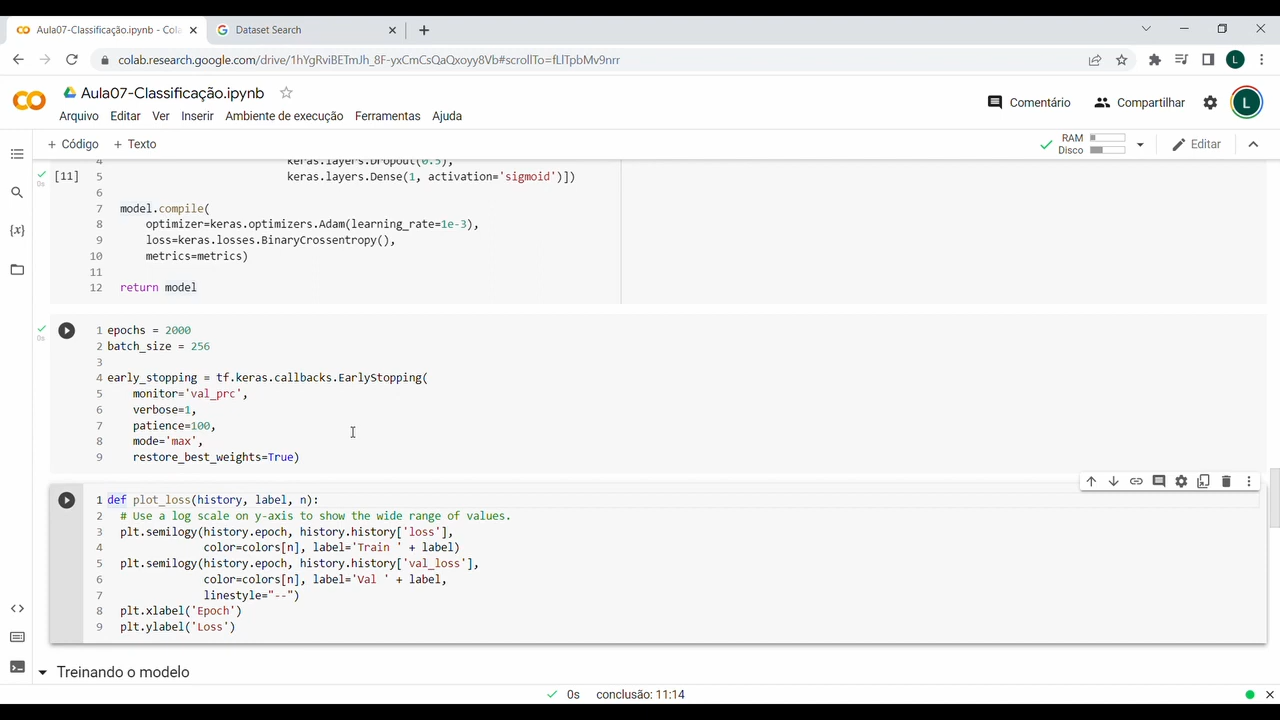 Aula07-Classificação.ipynb - Cola
Dataset Search
colab.research.google.com/drive/1hYgRviBETmJh_8F-yxCmCsQaQxoyy8Vb#scrollTo=fLlTpbMv9nrr
L
Aula07-Classificação.ipynb
Arquivo Editar Ver Inserir Ambiente de execução Ferramentas Ajuda
Comentário Compartilhar L
+ Código + Texto
RAM
Disco
Editar
4 keras.layers.Dropout(0.5),
[11] 5 keras.layers.Dense(1, activation='sigmoid')])
0s
6
7 model.compile(
8 optimizer=keras.optimizers.Adam(learning_rate=1e-3),
9 loss=keras.losses.BinaryCrossentropy(),
10 metrics=metrics)
11
12 return model
1 epochs = 2000
0s
2 batch_size = 256
3
4 early_stopping = tf.keras.callbacks.EarlyStopping(
5 monitor='val_prc',
6 verbose=1,
7 patience=100,
8 mode='max',
9 restore_best_weights=True)
1 def plot_loss(history, label, n):
2 # Use a log scale on y-axis to show the wide range of values.
3 plt.semilogy(history.epoch, history.history['loss'],
4 color=colors[n], label='Train ' + label)
5 plt.semilogy(history.epoch, history.history['val_loss'],
6 color=colors[n], label='Val ' + label,
7 linestyle="--")
8 plt.xlabel('Epoch')
9 plt.ylabel('Loss')
Treinando o modelo
0s conclusão: 11:14